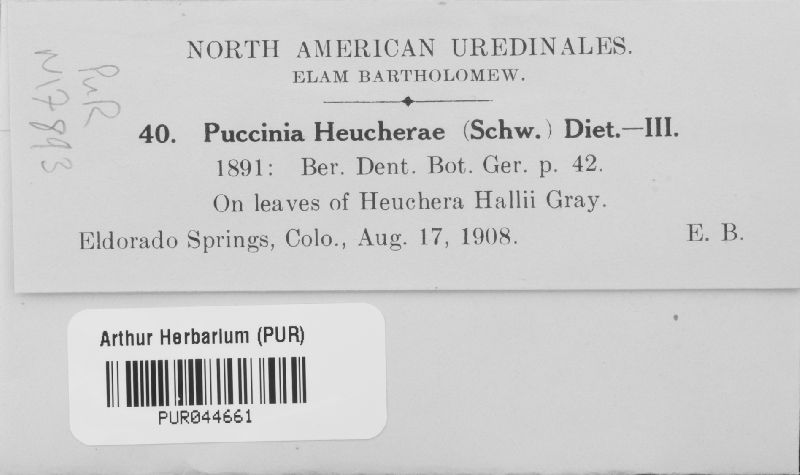 NORTH AMERICAN UREDINALES.
ELAM BARTHOLOMEW.
40. Puccinia Heucherae (Schw.) Diet.—III.
1891: Ber. Dent. Bot. Ger. p. 42.
On leaves of Heuchera Hallii Gray.
Eldorado Springs, Colo., Aug. 17, 1908. E. B.
PUR
N17893
Arthur Herbarium (PUR)
PUR044661